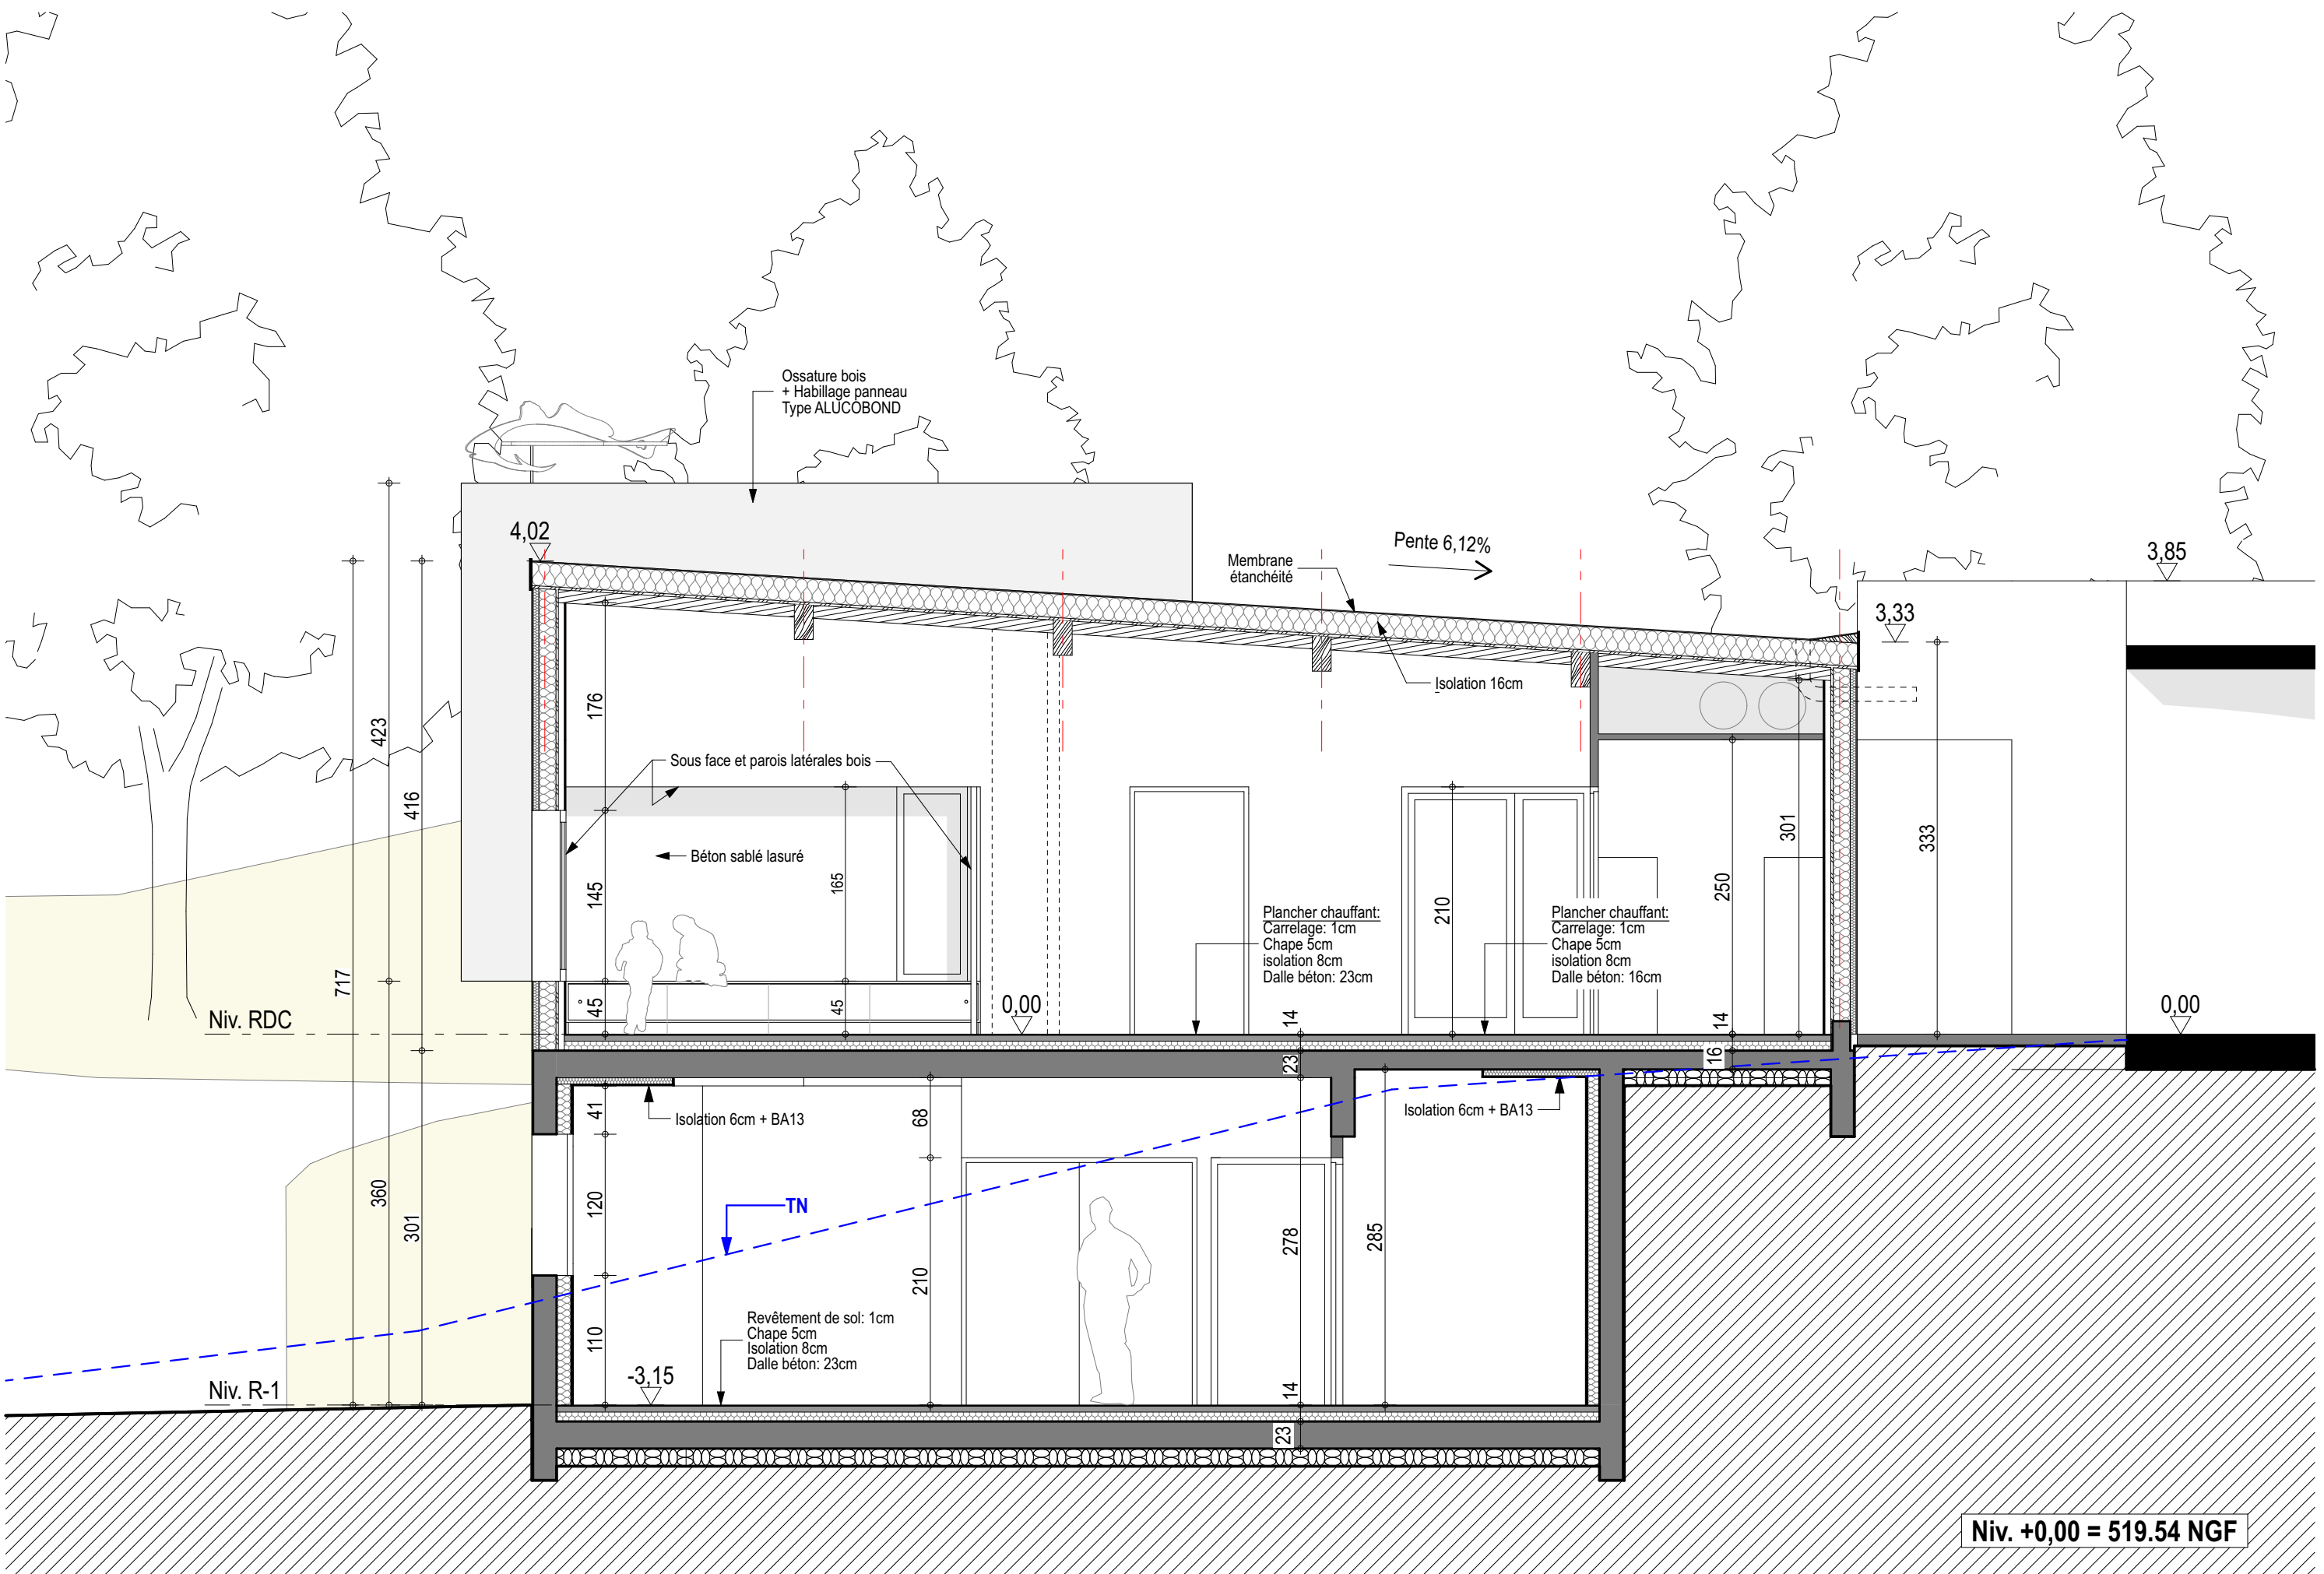 Ossature bois
+ Habillage panneau
Type ALUCOBOND
4,02
Pente 6,12%
Membrane
étanchéité
3,85
3,33
Isolation 16cm
176
423
416
Sous face et parois latérales bois
Béton sablé lasuré
145
165
210
250
301
333
Plancher chauffant:
Carrelage: 1cm
Chape 5cm
isolation 8cm
Dalle béton: 23cm
Plancher chauffant:
Carrelage: 1cm
Chape 5cm
isolation 8cm
Dalle béton: 16cm
717
45
45
0,00
14
14
0,00
Niv. RDC
23
16
41
Isolation 6cm + BA13
68
Isolation 6cm + BA13
360
301
120
TN
278
285
210
110
Revêtement de sol: 1cm
Chape 5cm
Isolation 8cm
Dalle béton: 23cm
-3,15
14
Niv. R-1
23
Niv. +0,00 = 519.54 NGF